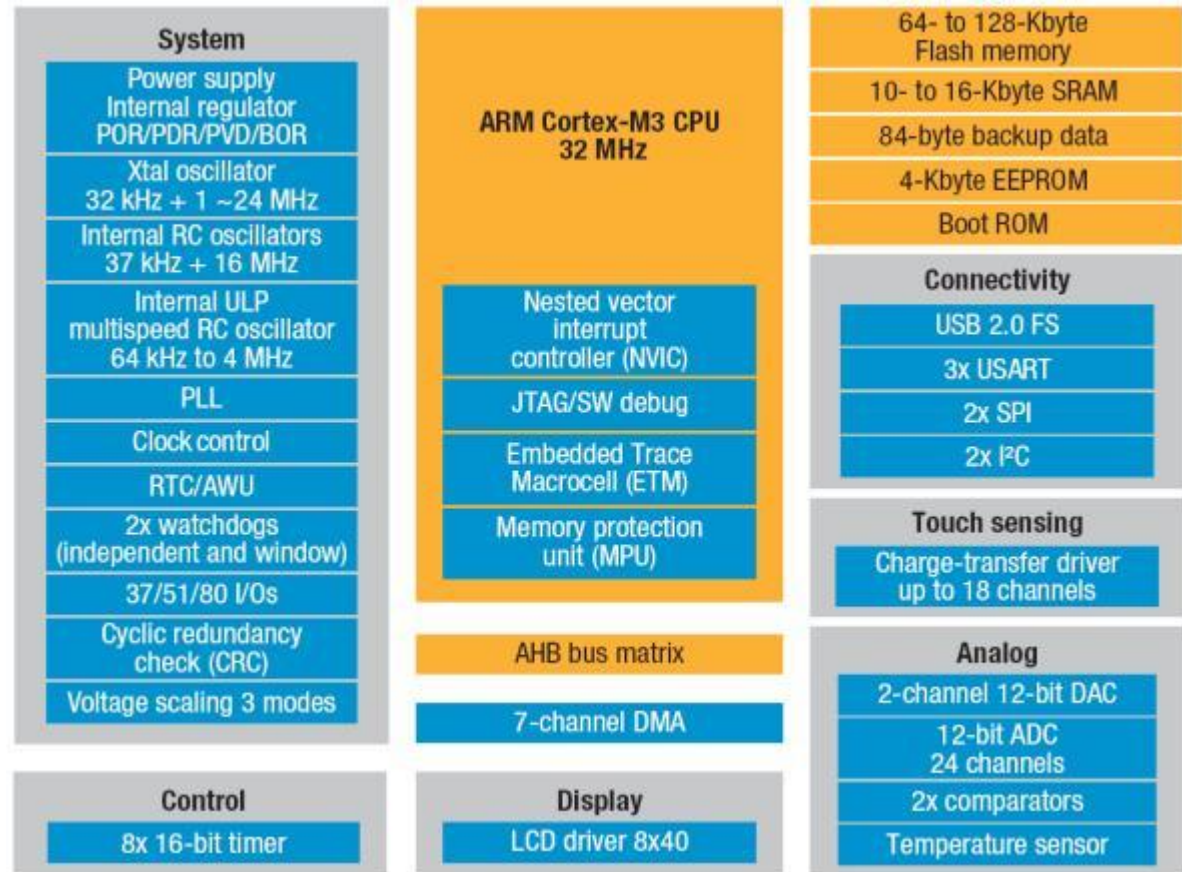 System
Power supply
Internal regulator
POR/PDR/PVD/BOR
Xtal oscillator
32 kHz + 1 ~24 MHz
Internal RC oscillators
37 kHz + 16 MHz
Internal ULP
multispeed RC oscillator
64 kHz to 4 MHz
PLL
Clock control
RTC/AWU
2x watchdogs
(independent and window)
37/51/80 I/Os
Cyclic redundancy
check (CRC)
Voltage scaling 3 modes
Control
8x 16-bit timer
ARM Cortex-M3 CPU
32 MHz
Nested vector
interrupt
controller (NVIC)
JTAG/SW debug
Embedded Trace
Macrocell (ETM)
Memory protection
unit (MPU)
AHB bus matrix
7-channel DMA
Display
LCD driver 8x40
64- to 128-Kbyte
Flash memory
10- to 16-Kbyte SRAM
84-byte backup data
4-Kbyte EEPROM
Boot ROM
Connectivity
USB 2.0 FS
3x USART
2x SPI
2x I²C
Touch sensing
Charge-transfer driver
up to 18 channels
Analog
2-channel 12-bit DAC
12-bit ADC
24 channels
2x comparators
Temperature sensor